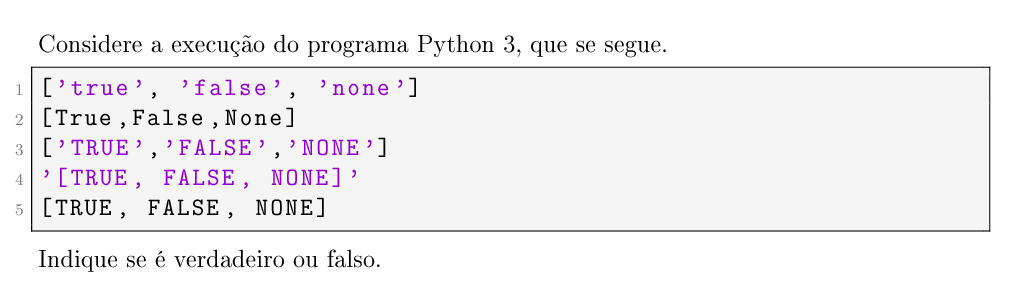 Considere a execução do programa Python 3, que se segue.
1 ['true', 'false', 'none']
2 [True,False,None]
3 ['TRUE','FALSE','NONE']
4 '[TRUE, FALSE, NONE]'
5 [TRUE, FALSE, NONE]
Indique se é verdadeiro ou falso.